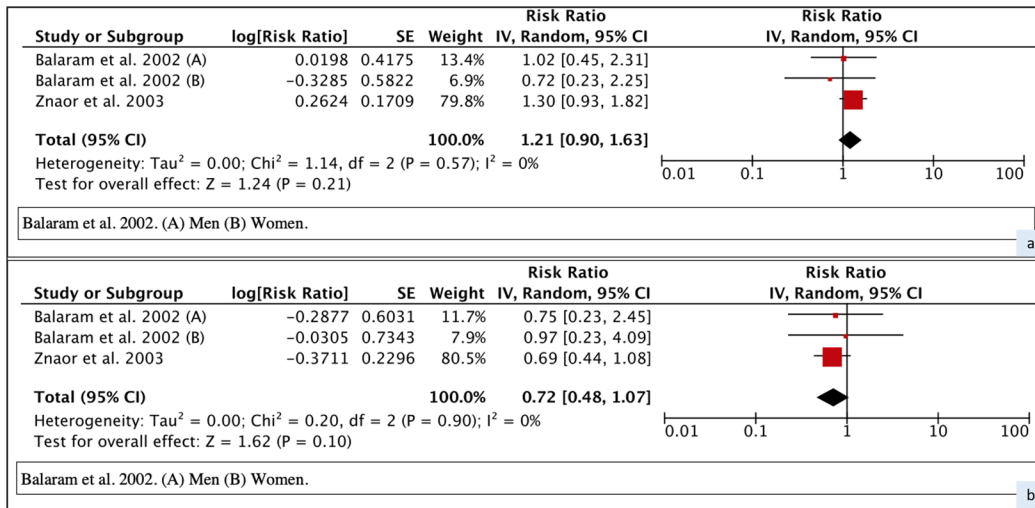 Risk Ratio Risk Ratio
Study or Subgroup log[Risk Ratio] SE Weight IV, Random, 95% CI IV, Random, 95% CI
Balaram et al. 2002 (A) 0.0198 0.4175 13.4% 1.02 [0.45, 2.31]
Balaram et al. 2002 (B) −0.3285 0.5822 6.9% 0.72 [0.23, 2.25]
Znaor et al. 2003 0.2624 0.1709 79.8% 1.30 [0.93, 1.82]
Total (95% CI) 100.0% 1.21 [0.90, 1.63]
Heterogeneity: Tau² = 0.00; Chi² = 1.14, df = 2 (P = 0.57); I² = 0%
Test for overall effect: Z = 1.24 (P = 0.21)
0.01 0.1 1 10 100
Balaram et al. 2002. (A) Men (B) Women.
a
Risk Ratio Risk Ratio
Study or Subgroup log[Risk Ratio] SE Weight IV, Random, 95% CI IV, Random, 95% CI
Balaram et al. 2002 (A) −0.2877 0.6031 11.7% 0.75 [0.23, 2.45]
Balaram et al. 2002 (B) −0.0305 0.7343 7.9% 0.97 [0.23, 4.09]
Znaor et al. 2003 −0.3711 0.2296 80.5% 0.69 [0.44, 1.08]
Total (95% CI) 100.0% 0.72 [0.48, 1.07]
Heterogeneity: Tau² = 0.00; Chi² = 0.20, df = 2 (P = 0.90); I² = 0%
Test for overall effect: Z = 1.62 (P = 0.10)
0.01 0.1 1 10 100
Balaram et al. 2002. (A) Men (B) Women.
b